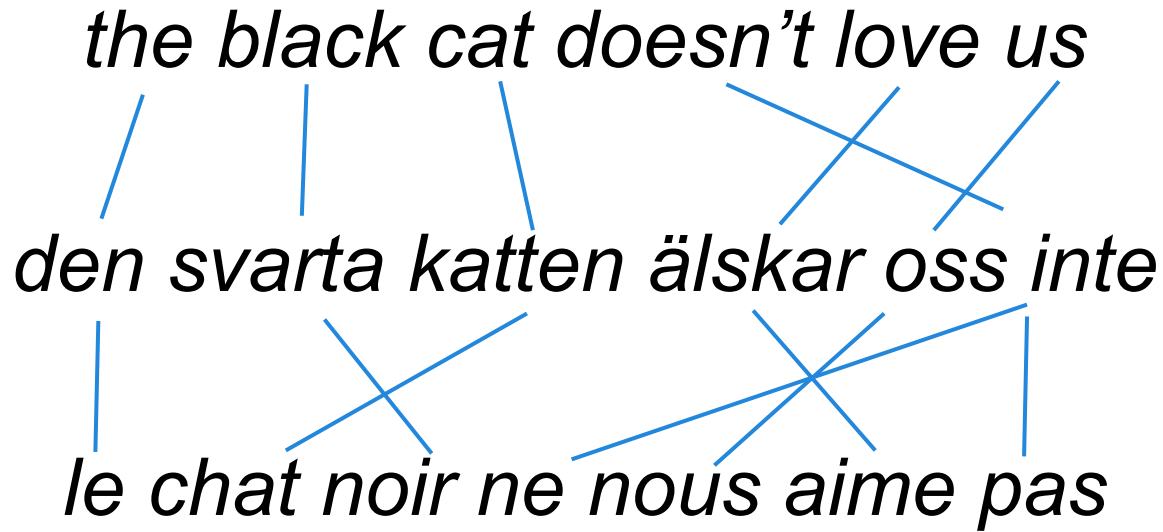 the black cat doesn’t love us
den svarta katten älskar oss inte
le chat noir ne nous aime pas